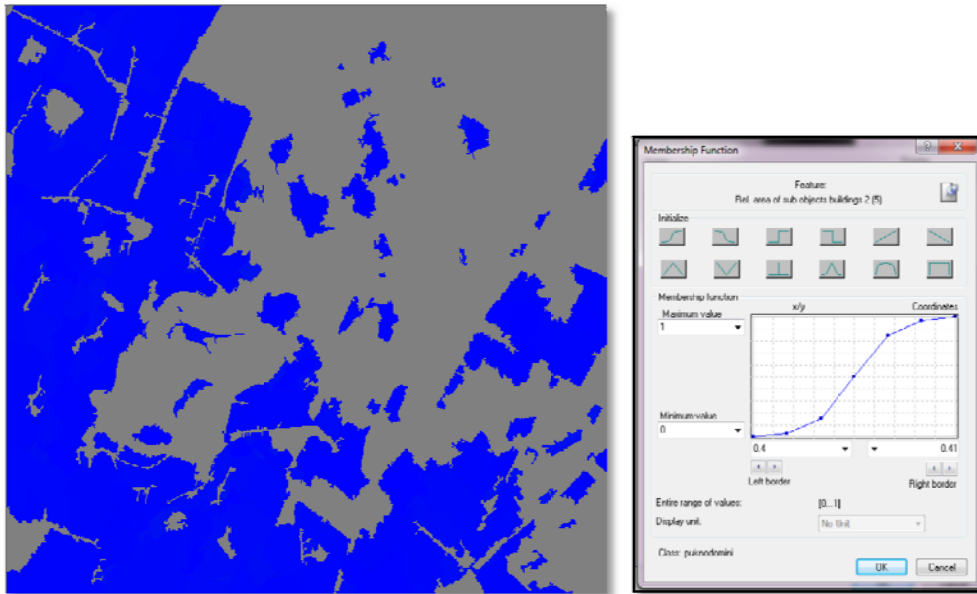 Membership Function
Feature:
Rel. area of sub objects buildings 2 (5)
Initialize
Membership function
Maximum value
x/y
Coordinates
1
Minimum value
0
0.4
0.41
Left border
Right border
Entire range of values:
[0...1]
Display unit:
No Unit
Class: puknodomini
OK
Cancel